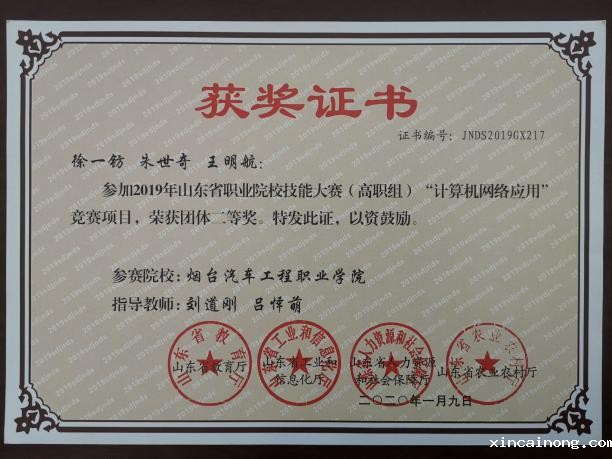 获奖证书
证书编号：JNDS2019GX217
徐一钫 朱世奇 王明航：
参加2019年山东省职业院校技能大赛（高职组）“计算机网络应用”
竞赛项目，荣获团体二等奖。特发此证，以资鼓励。
参赛院校：烟台汽车工程职业学院
指导教师：刘道刚 吕怿萌
山东省教育厅
山东省工业和
信息化厅
山东省人力资源
和社会保障厅
山东省农业农村厅
二〇二〇年一月九日
xincainong.com